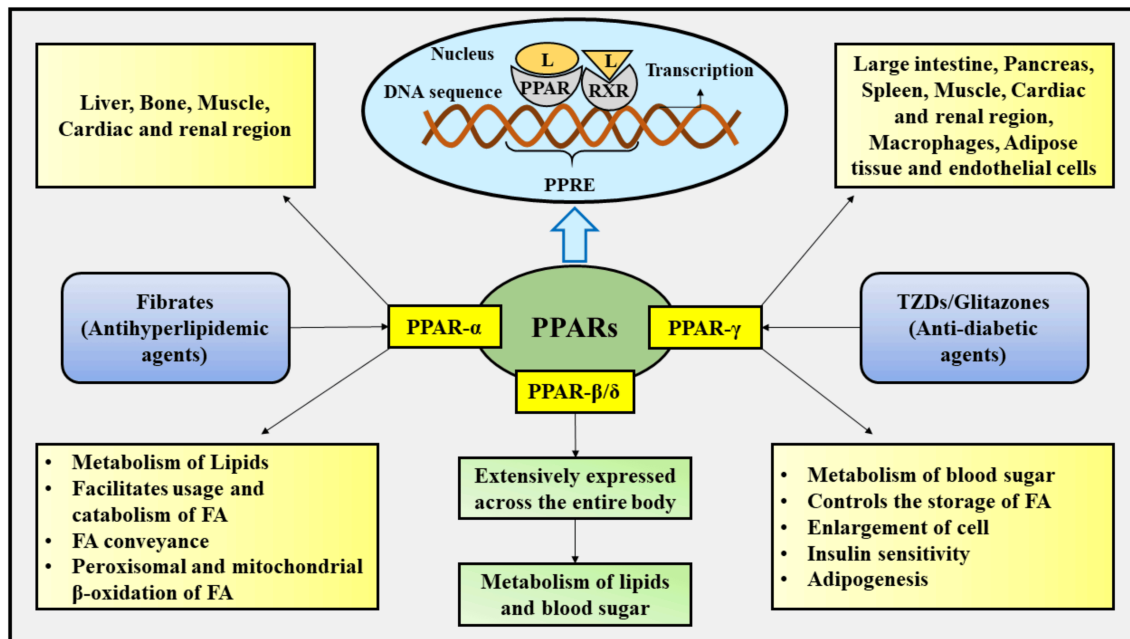 Liver, Bone, Muscle,
Cardiac and renal region
Nucleus
L
L
PPAR
RXR
Transcription
DNA sequence
PPRE
Large intestine, Pancreas,
Spleen, Muscle, Cardiac
and renal region,
Macrophages, Adipose
tissue and endothelial cells
Fibrates
(Antihyperlipidemic
agents)
PPAR-α
PPARs
PPAR-γ
TZDs/Glitazones
(Anti-diabetic
agents)
PPAR-β/δ
• Metabolism of Lipids
• Facilitates usage and
catabolism of FA
• FA conveyance
• Peroxisomal and mitochondrial
β-oxidation of FA
Extensively expressed
across the entire body
Metabolism of lipids
and blood sugar
• Metabolism of blood sugar
• Controls the storage of FA
• Enlargement of cell
• Insulin sensitivity
• Adipogenesis